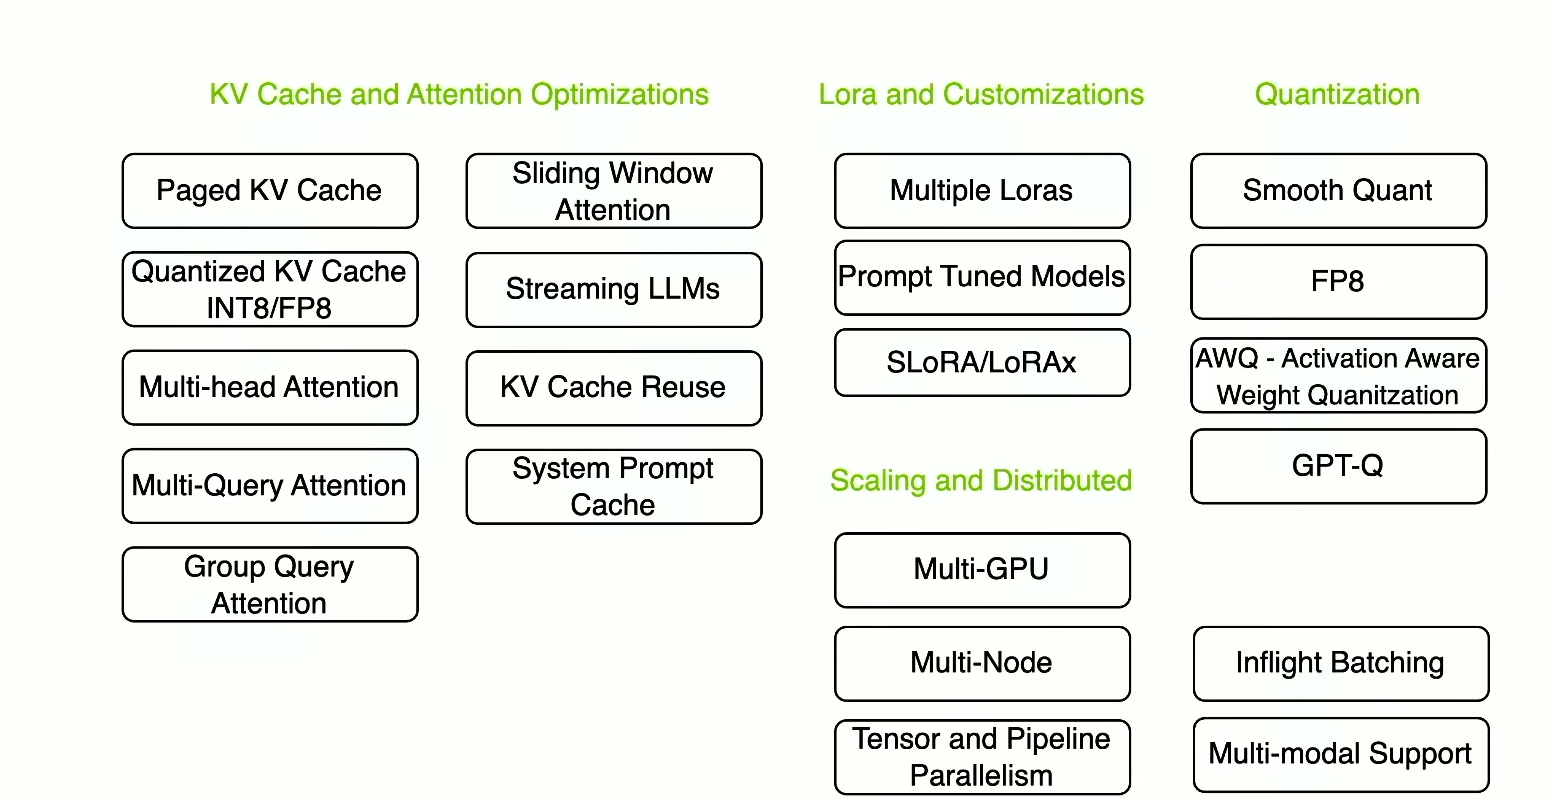 KV Cache and Attention Optimizations
Paged KV Cache
Quantized KV Cache
INT8/FP8
Multi-head Attention
Multi-Query Attention
Group Query
Attention
Sliding Window
Attention
Streaming LLMs
KV Cache Reuse
System Prompt
Cache
Lora and Customizations
Multiple Loras
Prompt Tuned Models
SLoRA/LoRAx
Scaling and Distributed
Multi-GPU
Multi-Node
Tensor and Pipeline
Parallelism
Quantization
Smooth Quant
FP8
AWQ - Activation Aware
Weight Quanitzation
GPT-Q
Inflight Batching
Multi-modal Support